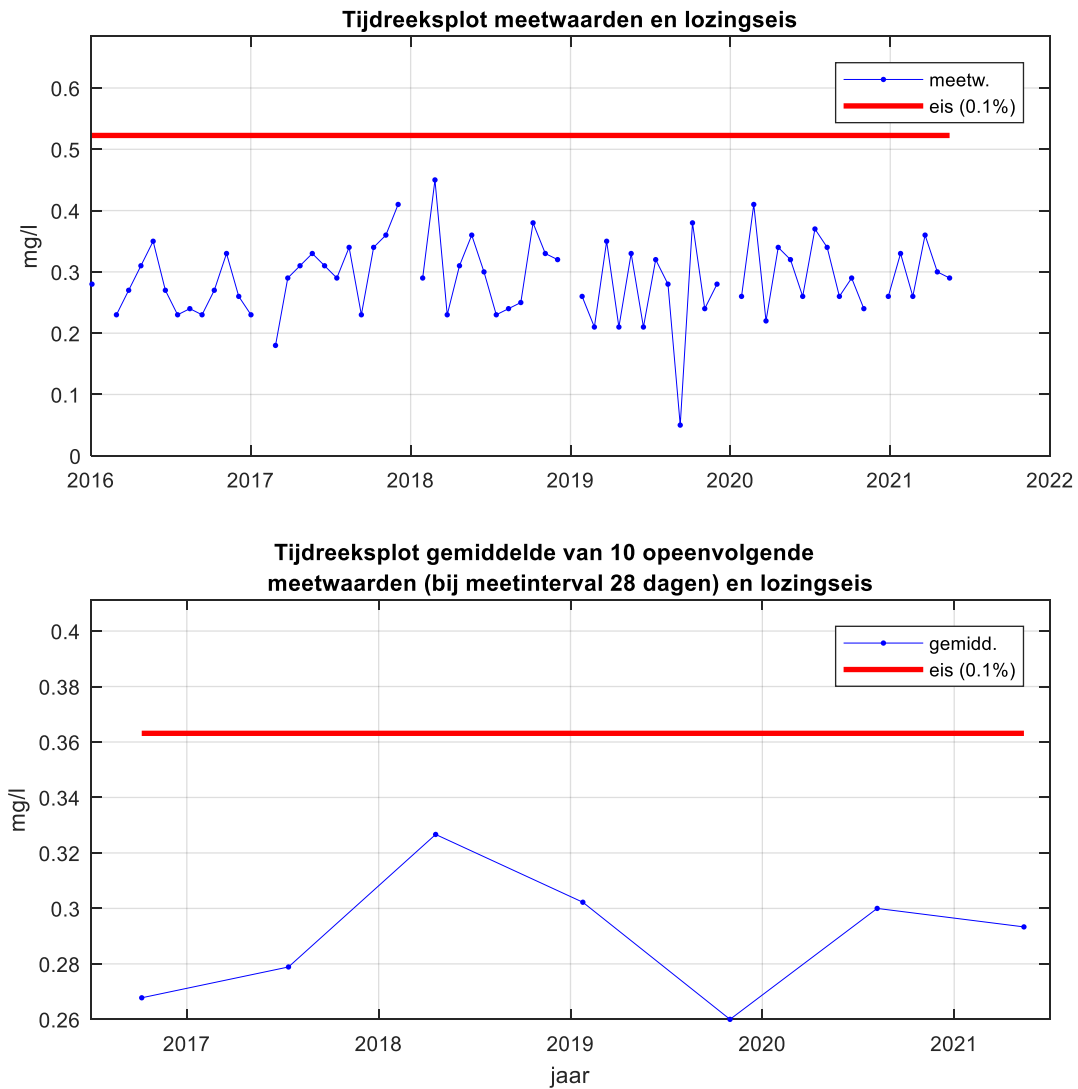 Tijdreeksplot meetwaarden en lozingseis
meetw.
eis (0.1%)
mg/l
0.6
0.5
0.4
0.3
0.2
0.1
0
2016 2017 2018 2019 2020 2021 2022
Tijdreeksplot gemiddelde van 10 opeenvolgende
meetwaarden (bij meetinterval 28 dagen) en lozingseis
gemidd.
eis (0.1%)
mg/l
0.4
0.38
0.36
0.34
0.32
0.3
0.28
0.26
2017 2018 2019 2020 2021
jaar